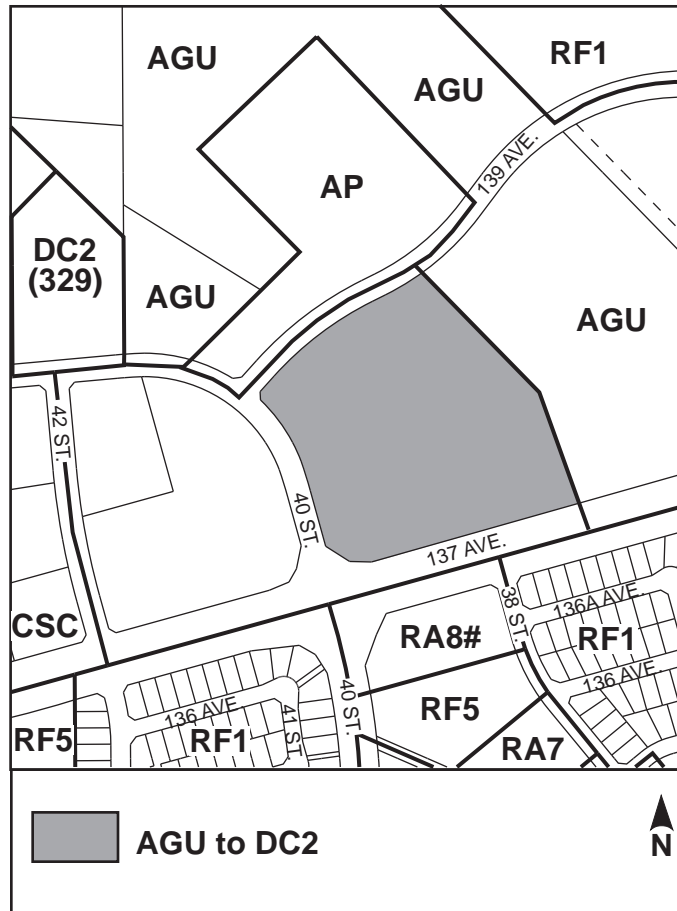 AGU
RF1
AGU
139 AVE.
AP
DC2
(329)
AGU
AGU
42 ST.
40 ST.
137 AVE.
38 ST.
136A AVE.
CSC
RA8#
RF1
136 AVE.
40 ST.
136 AVE.
41 ST.
RF5
RF5
RF1
RA7
AGU to DC2
N